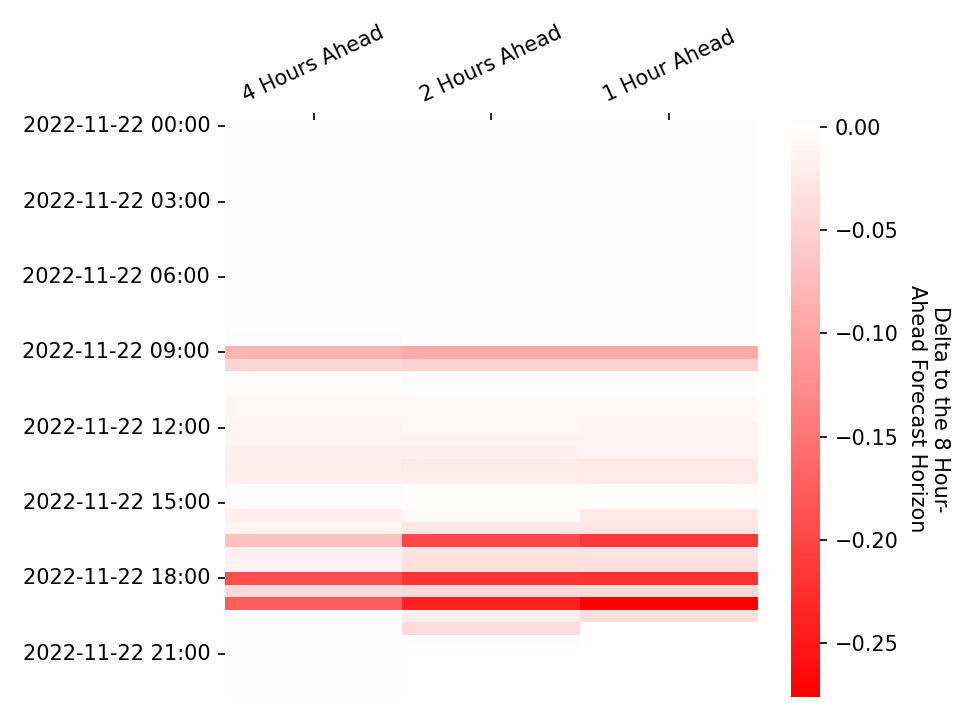 4 Hours Ahead
2 Hours Ahead
1 Hour Ahead
2022-11-22 00:00
2022-11-22 03:00
2022-11-22 06:00
2022-11-22 09:00
2022-11-22 12:00
2022-11-22 15:00
2022-11-22 18:00
2022-11-22 21:00
0.00
−0.05
−0.10
−0.15
−0.20
−0.25
Delta to the 8 Hour-
Ahead Forecast Horizon